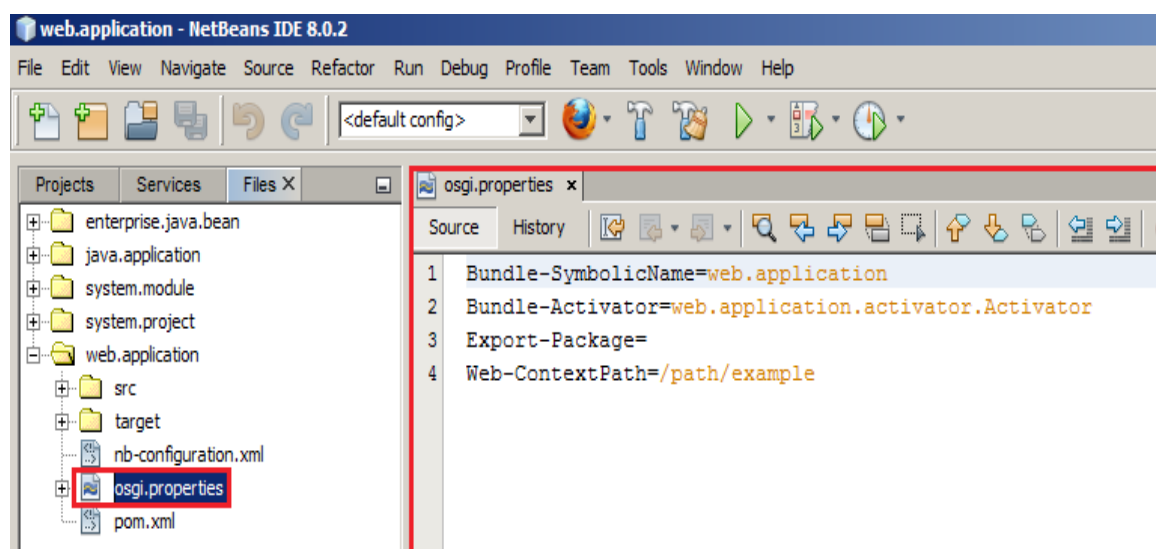 web.application - NetBeans IDE 8.0.2
File Edit View Navigate Source Refactor Run Debug Profile Team Tools Window Help
<default config>
Projects Services Files X
enterprise.java.bean
java.application
system.module
system.project
web.application
src
target
nb-configuration.xml
osgi.properties
pom.xml
osgi.properties x
Source History
1 Bundle-SymbolicName=web.application
2 Bundle-Activator=web.application.activator.Activator
3 Export-Package=
4 Web-ContextPath=/path/example